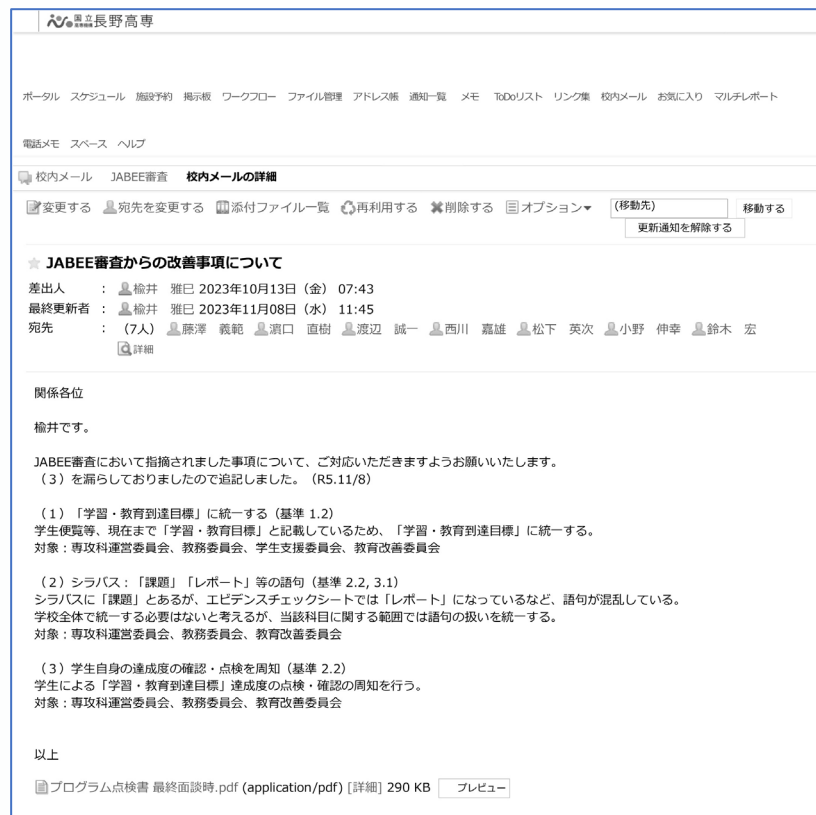 国立長野高専
ポータル スケジュール 施設予約 掲示板 ワークフロー ファイル管理 アドレス帳 通知一覧 メモ ToDoリスト リンク集 校内メール お気に入り マルチレポート
電話メモ スペース ヘルプ
校内メール JABEE審査 校内メールの詳細
変更する 宛先を変更する 添付ファイル一覧 再利用する 削除する オプション▼ (移動先) 移動する
更新通知を解除する
JABEE審査からの改善事項について
差出人 : 楡井 雅巳 2023年10月13日（金） 07:43
最終更新者 : 楡井 雅巳 2023年11月08日（水） 11:45
宛先 : （7人） 藤澤 義範 濵口 直樹 渡辺 誠一 西川 嘉雄 松下 英次 小野 伸幸 鈴木 宏
詳細
関係各位
楡井です。
JABEE審査において指摘されました事項について、ご対応いただきますようお願いいたします。
（３）を漏らしておりましたので追記しました。（R5.11/8）
（１）「学習・教育到達目標」に統一する（基準 1.2）
学生便覧等、現在まで「学習・教育目標」と記載しているため、「学習・教育到達目標」に統一する。
対象：専攻科運営委員会、教務委員会、学生支援委員会、教育改善委員会
（２）シラバス：「課題」「レポート」等の語句（基準 2.2, 3.1）
シラバスに「課題」とあるが、エビデンスチェックシートでは「レポート」になっているなど、語句が混乱している。
学校全体で統一する必要はないと考えるが、当該科目に関する範囲では語句の扱いを統一する。
対象：専攻科運営委員会、教務委員会、教育改善委員会
（３）学生自身の達成度の確認・点検を周知（基準 2.2）
学生による「学習・教育到達目標」達成度の点検・確認の周知を行う。
対象：専攻科運営委員会、教務委員会、教育改善委員会
以上
プログラム点検書 最終面談時.pdf (application/pdf) [詳細] 290 KB プレビュー